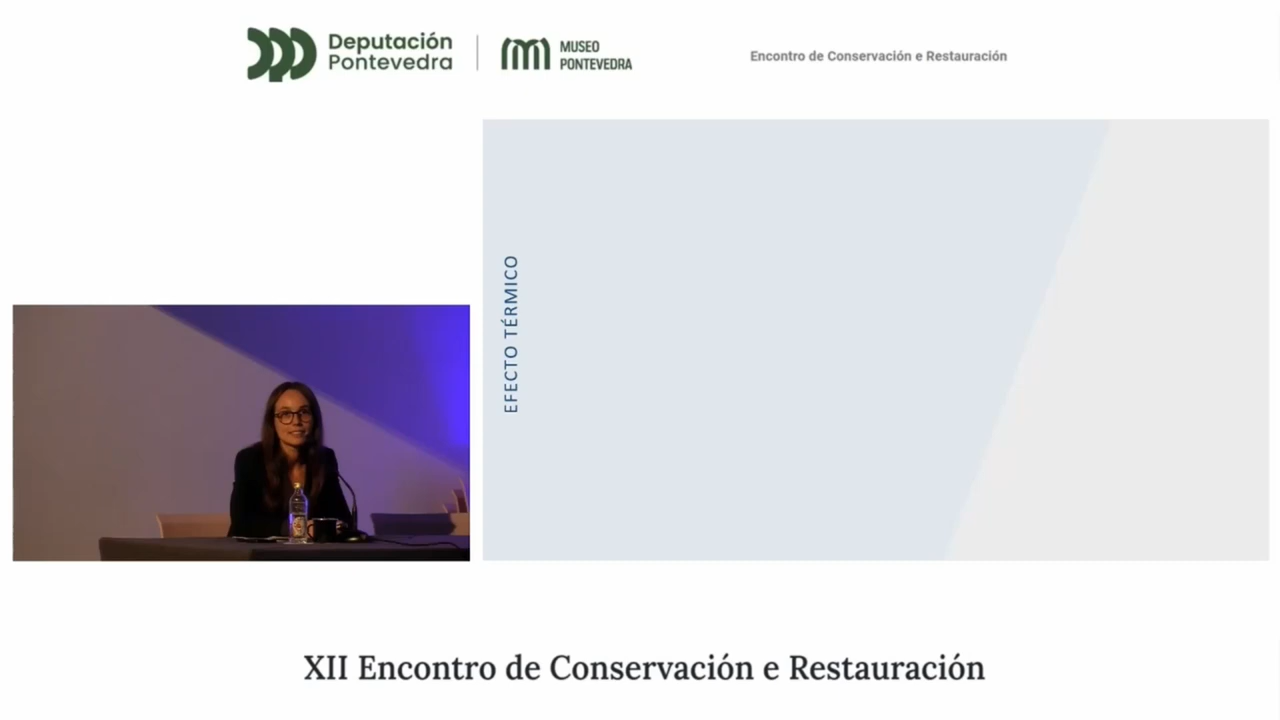 Deputación
Pontevedra
MUSEO
PONTEVEDRA
Encontro de Conservación e Restauración
EFECTO TÉRMICO
XII Encontro de Conservación e Restauración